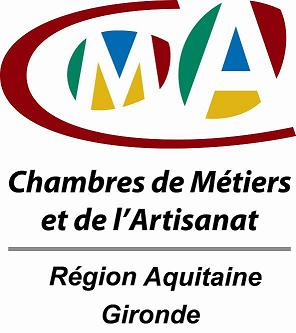 CMA
Chambres de Métiers
et de l'Artisanat
Région Aquitaine
Gironde